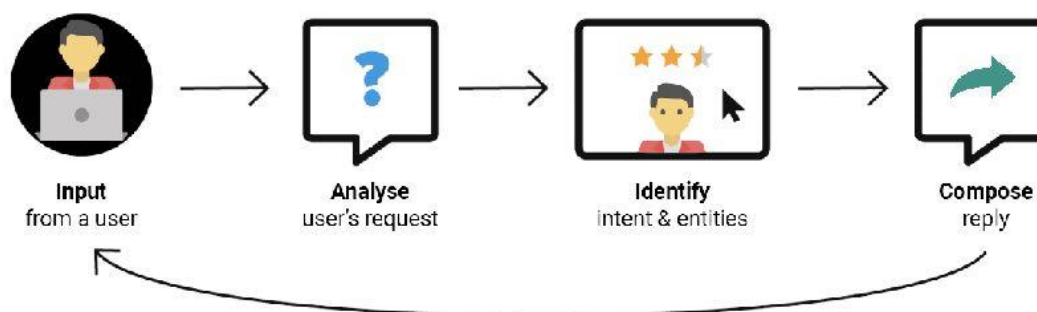 ?
Input
from a user
Analyse
user's request
Identify
intent & entities
Compose
reply